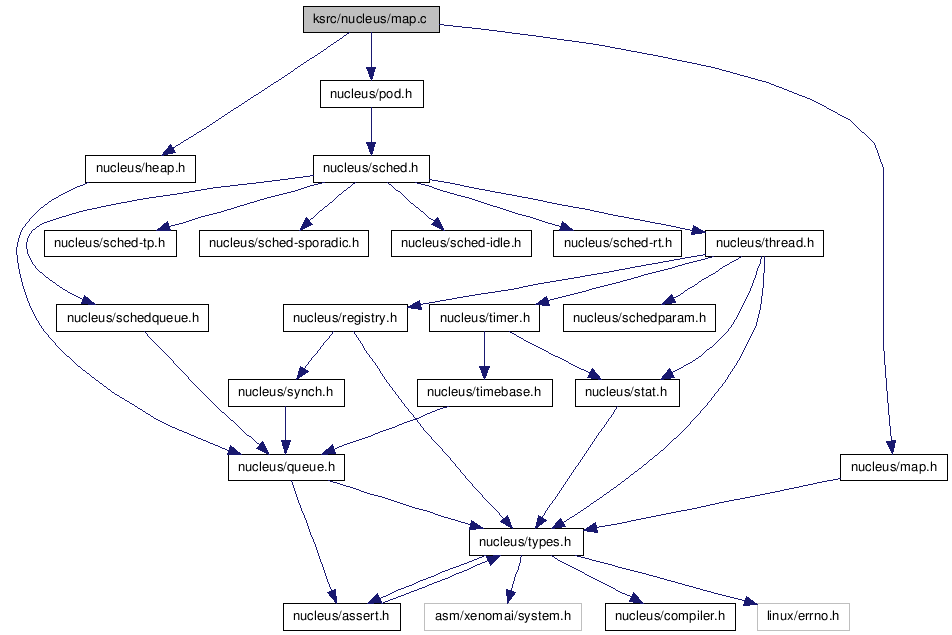 ksrc/nucleus/map.c
nucleus/pod.h
nucleus/heap.h
nucleus/sched.h
nucleus/sched-tp.h
nucleus/sched-sporadic.h
nucleus/sched-idle.h
nucleus/sched-rt.h
nucleus/thread.h
nucleus/schedqueue.h
nucleus/registry.h
nucleus/timer.h
nucleus/schedparam.h
nucleus/synch.h
nucleus/timebase.h
nucleus/stat.h
nucleus/queue.h
nucleus/map.h
nucleus/types.h
nucleus/assert.h
asm/xenomai/system.h
nucleus/compiler.h
linux/errno.h